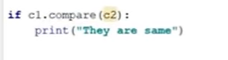 if c1.compare(c2):
    print("They are same")